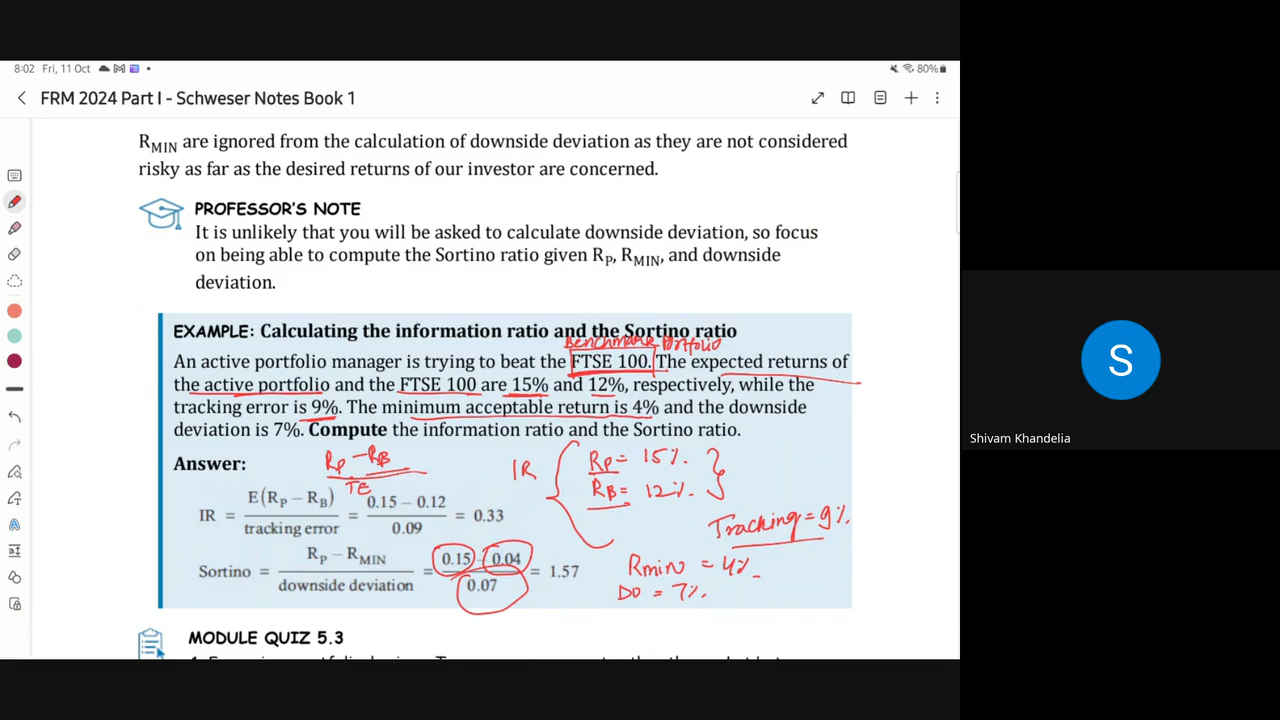 8:02 Fri, 11 Oct
80%
FRM 2024 Part I - Schweser Notes Book 1
RMIN are ignored from the calculation of downside deviation as they are not considered
risky as far as the desired returns of our investor are concerned.
PROFESSOR'S NOTE
It is unlikely that you will be asked to calculate downside deviation, so focus
on being able to compute the Sortino ratio given RP, RMIN, and downside
deviation.
EXAMPLE: Calculating the information ratio and the Sortino ratio
Benchmark Portfolio
An active portfolio manager is trying to beat the FTSE 100. The expected returns of
the active portfolio and the FTSE 100 are 15% and 12%, respectively, while the
tracking error is 9%. The minimum acceptable return is 4% and the downside
deviation is 7%. Compute the information ratio and the Sortino ratio.
Answer:
RP - RB
TE
IR
RP = 15%.
RB = 12%.
Tracking = 9%.
IR = E(RP − RB) / tracking error = 0.15 − 0.12 / 0.09 = 0.33
Sortino = RP − RMIN / downside deviation = 0.15 − 0.04 / 0.07 = 1.57
Rmin = 4%
DD = 7%.
MODULE QUIZ 5.3
S
Shivam Khandelia